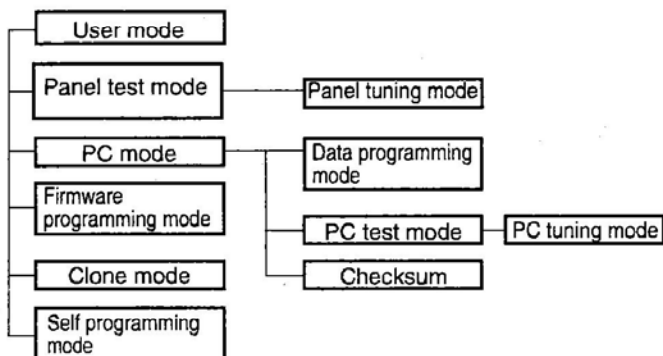 User mode
Panel test mode
Panel tuning mode
PC mode
Data programming
mode
Firmware
programming mode
PC test mode
PC tuning mode
Clone mode
Checksum
Self programming
mode